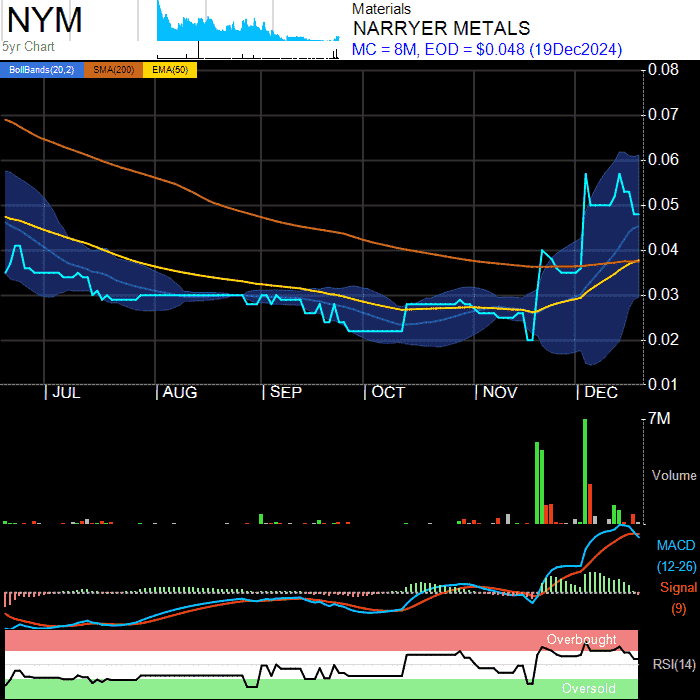 NYM
5yr Chart
Materials
NARRYER METALS
MC = 8M, EOD = $0.048 (19Dec2024)
BollBands(20,2) SMA(200) EMA(50)
0.08
0.07
0.06
0.05
0.04
0.03
0.02
0.01
JUL AUG SEP OCT NOV DEC
7M
Volume
MACD
(12-26)
Signal
(9)
Overbought
RSI(14)
Oversold